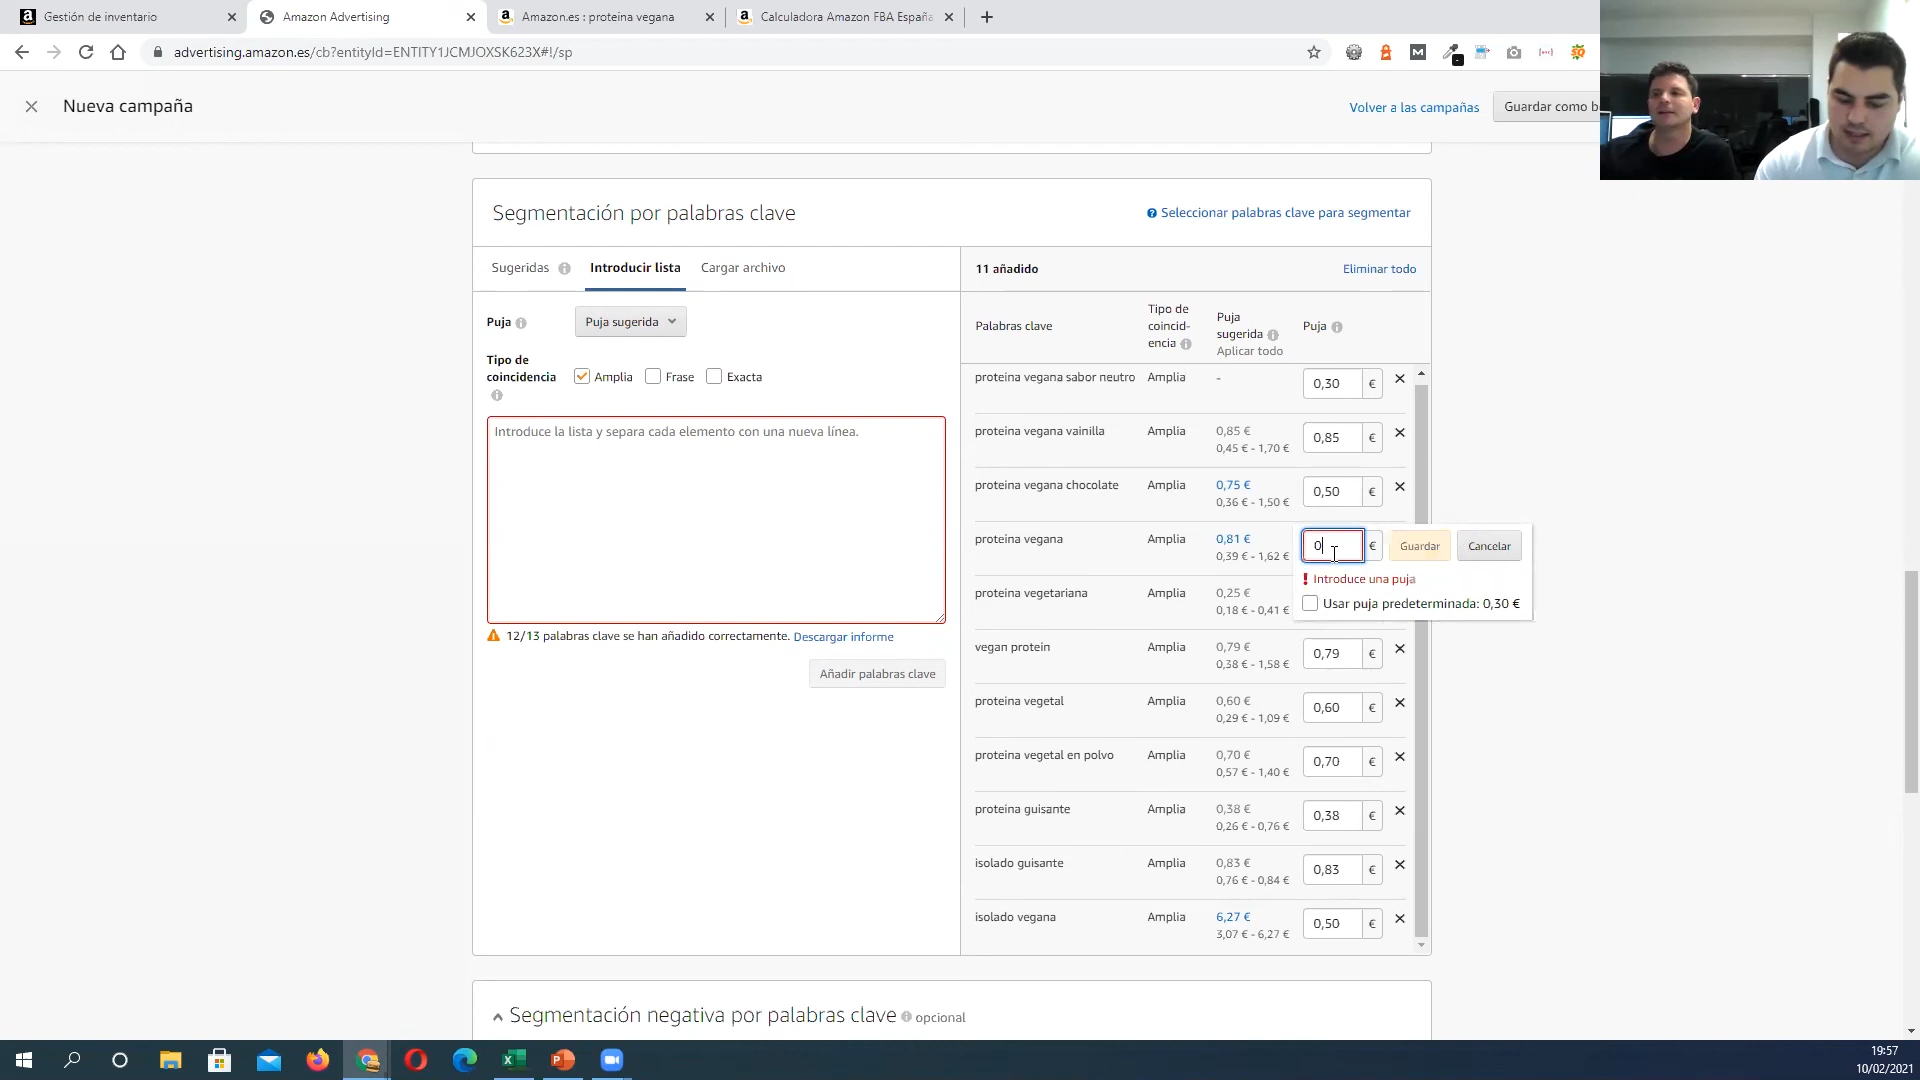 Gestión de inventario
Amazon Advertising
Amazon.es : proteina vegana
Calculadora Amazon FBA España
advertising.amazon.es/cb?entityId=ENTITY1JCMJOXSK623X#!/sp
Nueva campaña
Volver a las campañas
Guardar como b
Segmentación por palabras clave
Seleccionar palabras clave para segmentar
Sugeridas
Introducir lista
Cargar archivo
11 añadido
Eliminar todo
Puja
Puja sugerida
Tipo de
coincidencia
Amplia
Frase
Exacta
Introduce la lista y separa cada elemento con una nueva línea.
12/13 palabras clave se han añadido correctamente. Descargar informe
Añadir palabras clave
Palabras clave
Tipo de
coincid-
encia
Puja
sugerida
Aplicar todo
Puja
proteina vegana sabor neutro Amplia - 0,30 €
proteina vegana vainilla Amplia 0,85 € 0,85 €
0,45 € - 1,70 €
proteina vegana chocolate Amplia 0,75 € 0,50 €
0,36 € - 1,50 €
proteina vegana Amplia 0,81 € 0 € Guardar Cancelar
0,39 € - 1,62 €
Introduce una puja
Usar puja predeterminada: 0,30 €
proteina vegetariana Amplia 0,25 €
0,18 € - 0,41 €
vegan protein Amplia 0,79 € 0,79 €
0,38 € - 1,58 €
proteina vegetal Amplia 0,60 € 0,60 €
0,29 € - 1,09 €
proteina vegetal en polvo Amplia 0,70 € 0,70 €
0,57 € - 1,40 €
proteina guisante Amplia 0,38 € 0,38 €
0,26 € - 0,76 €
isolado guisante Amplia 0,83 € 0,83 €
0,76 € - 0,84 €
isolado vegana Amplia 6,27 € 0,50 €
3,07 € - 6,27 €
Segmentación negativa por palabras clave opcional
19:57
10/02/2021